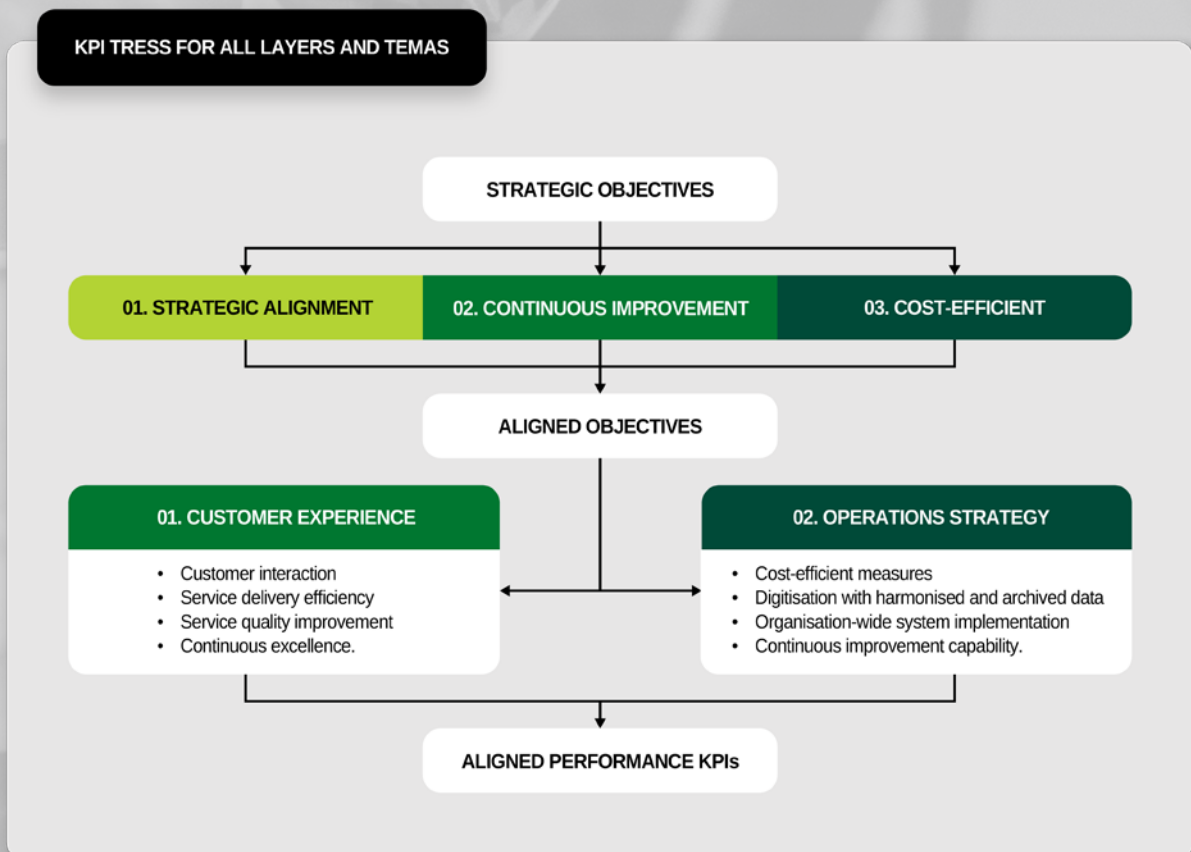 KPI TRESS FOR ALL LAYERS AND TEMAS
STRATEGIC OBJECTIVES
01. STRATEGIC ALIGNMENT
02. CONTINUOUS IMPROVEMENT
03. COST-EFFICIENT
ALIGNED OBJECTIVES
01. CUSTOMER EXPERIENCE
• Customer interaction
• Service delivery efficiency
• Service quality improvement
• Continuous excellence.
02. OPERATIONS STRATEGY
• Cost-efficient measures
• Digitisation with harmonised and archived data
• Organisation-wide system implementation
• Continuous improvement capability.
ALIGNED PERFORMANCE KPIs